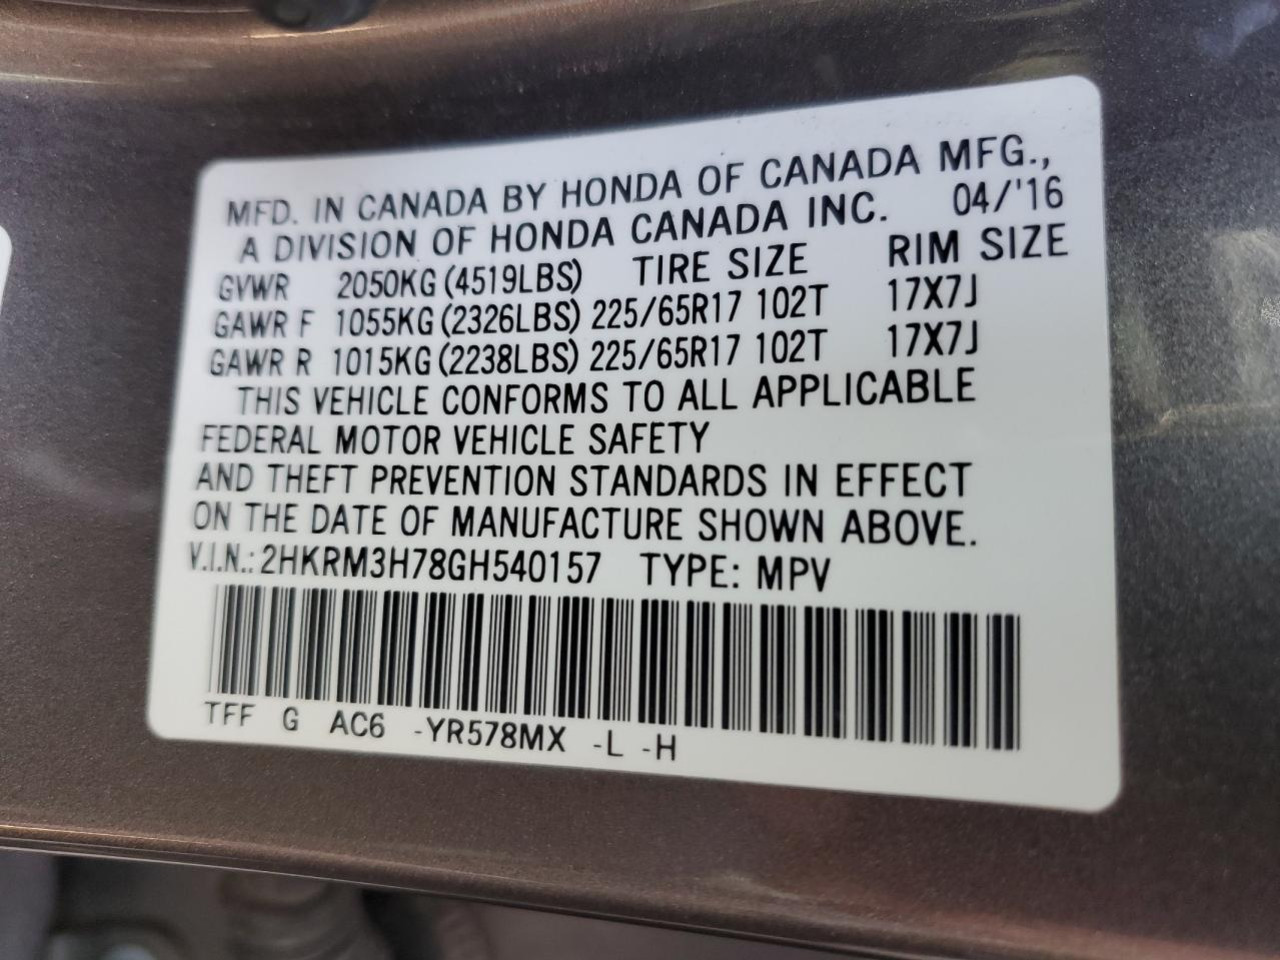 MFD. IN CANADA BY HONDA OF CANADA MFG.,
A DIVISION OF HONDA CANADA INC. 04/'16
GVWR 2050KG (4519LBS) TIRE SIZE RIM SIZE
GAWR F 1055KG (2326LBS) 225/65R17 102T 17X7J
GAWR R 1015KG (2238LBS) 225/65R17 102T 17X7J
THIS VEHICLE CONFORMS TO ALL APPLICABLE
FEDERAL MOTOR VEHICLE SAFETY
AND THEFT PREVENTION STANDARDS IN EFFECT
ON THE DATE OF MANUFACTURE SHOWN ABOVE.
V.I.N.: 2HKRM3H78GH540157 TYPE: MPV
TFF G AC6 -YR578MX -L -H